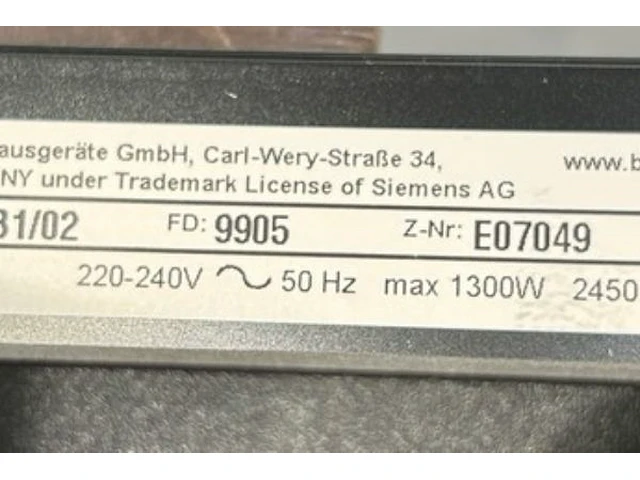 ausgeräte GmbH, Carl-Wery-Straße 34, www.b
NY under Trademark License of Siemens AG
31/02 FD: 9905 Z-Nr: E07049
220-240V ~ 50 Hz max 1300W 2450